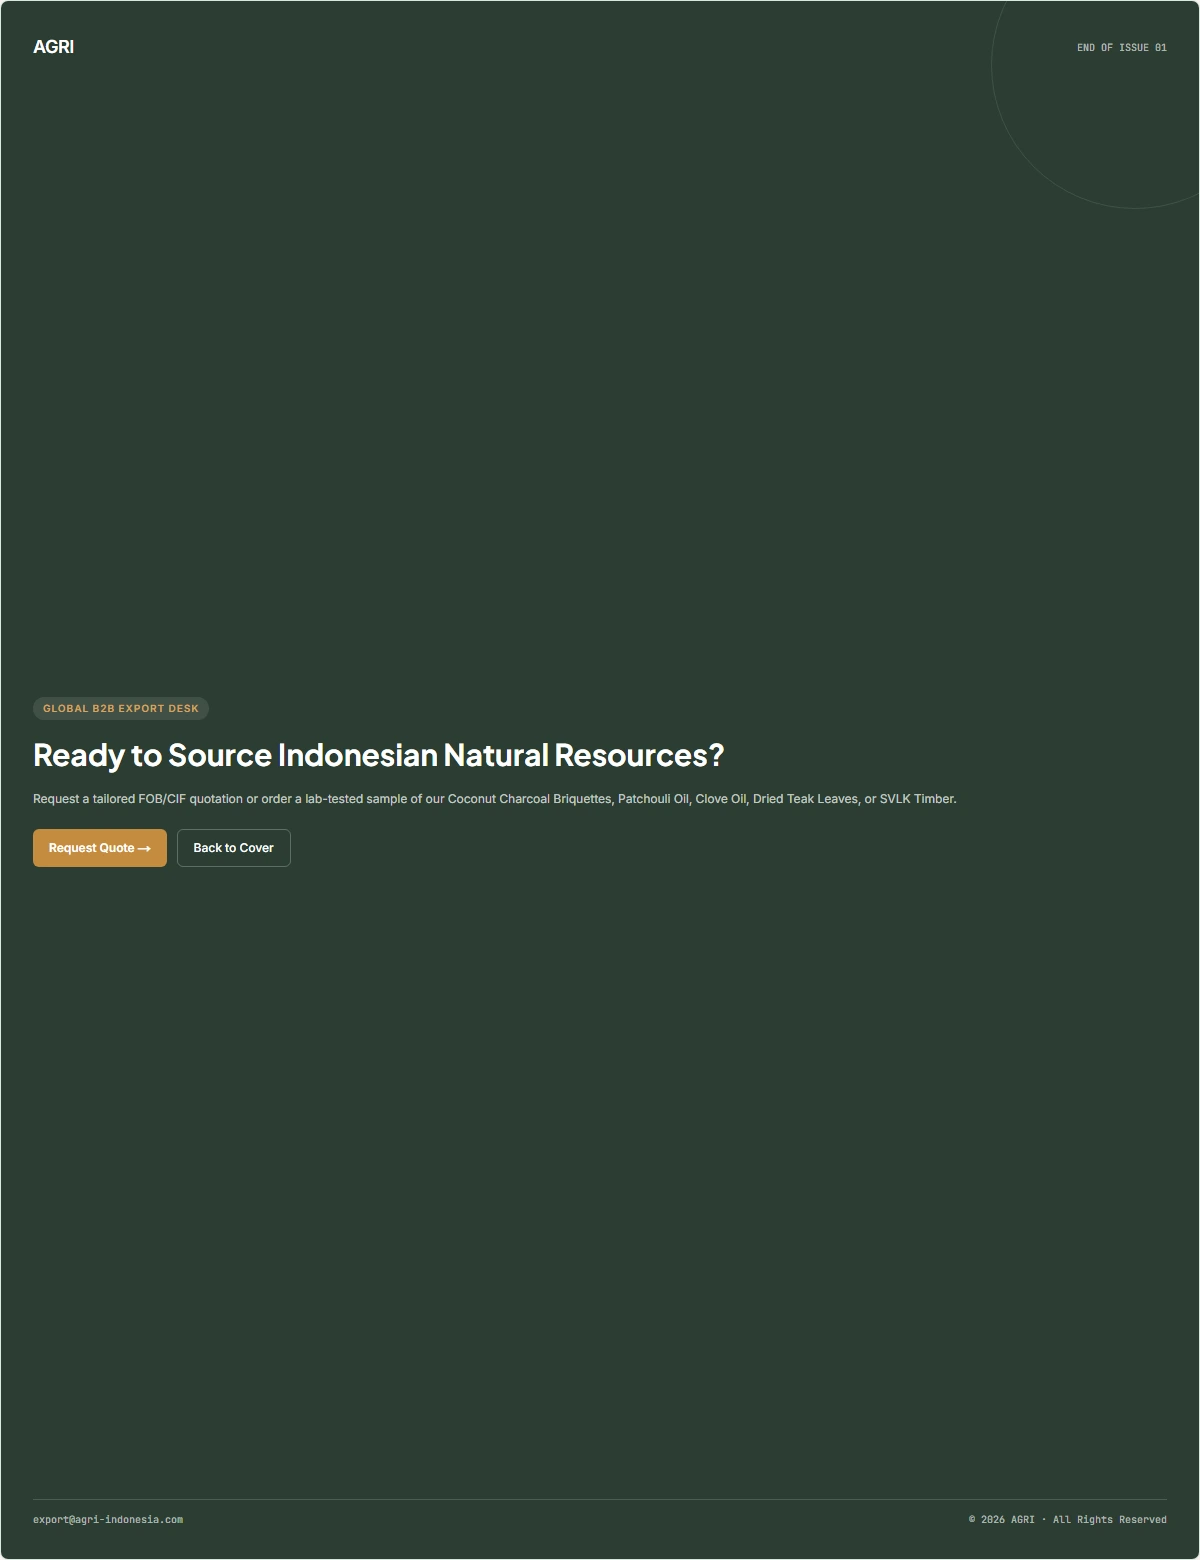 AGRI
END OF ISSUE 01
GLOBAL B2B EXPORT DESK
Ready to Source Indonesian Natural Resources?
Request a tailored FOB/CIF quotation or order a lab-tested sample of our Coconut Charcoal Briquettes, Patchouli Oil, Clove Oil, Dried Teak Leaves, or SVLK Timber.
Request Quote →
Back to Cover
export@agri-indonesia.com
© 2026 AGRI · All Rights Reserved